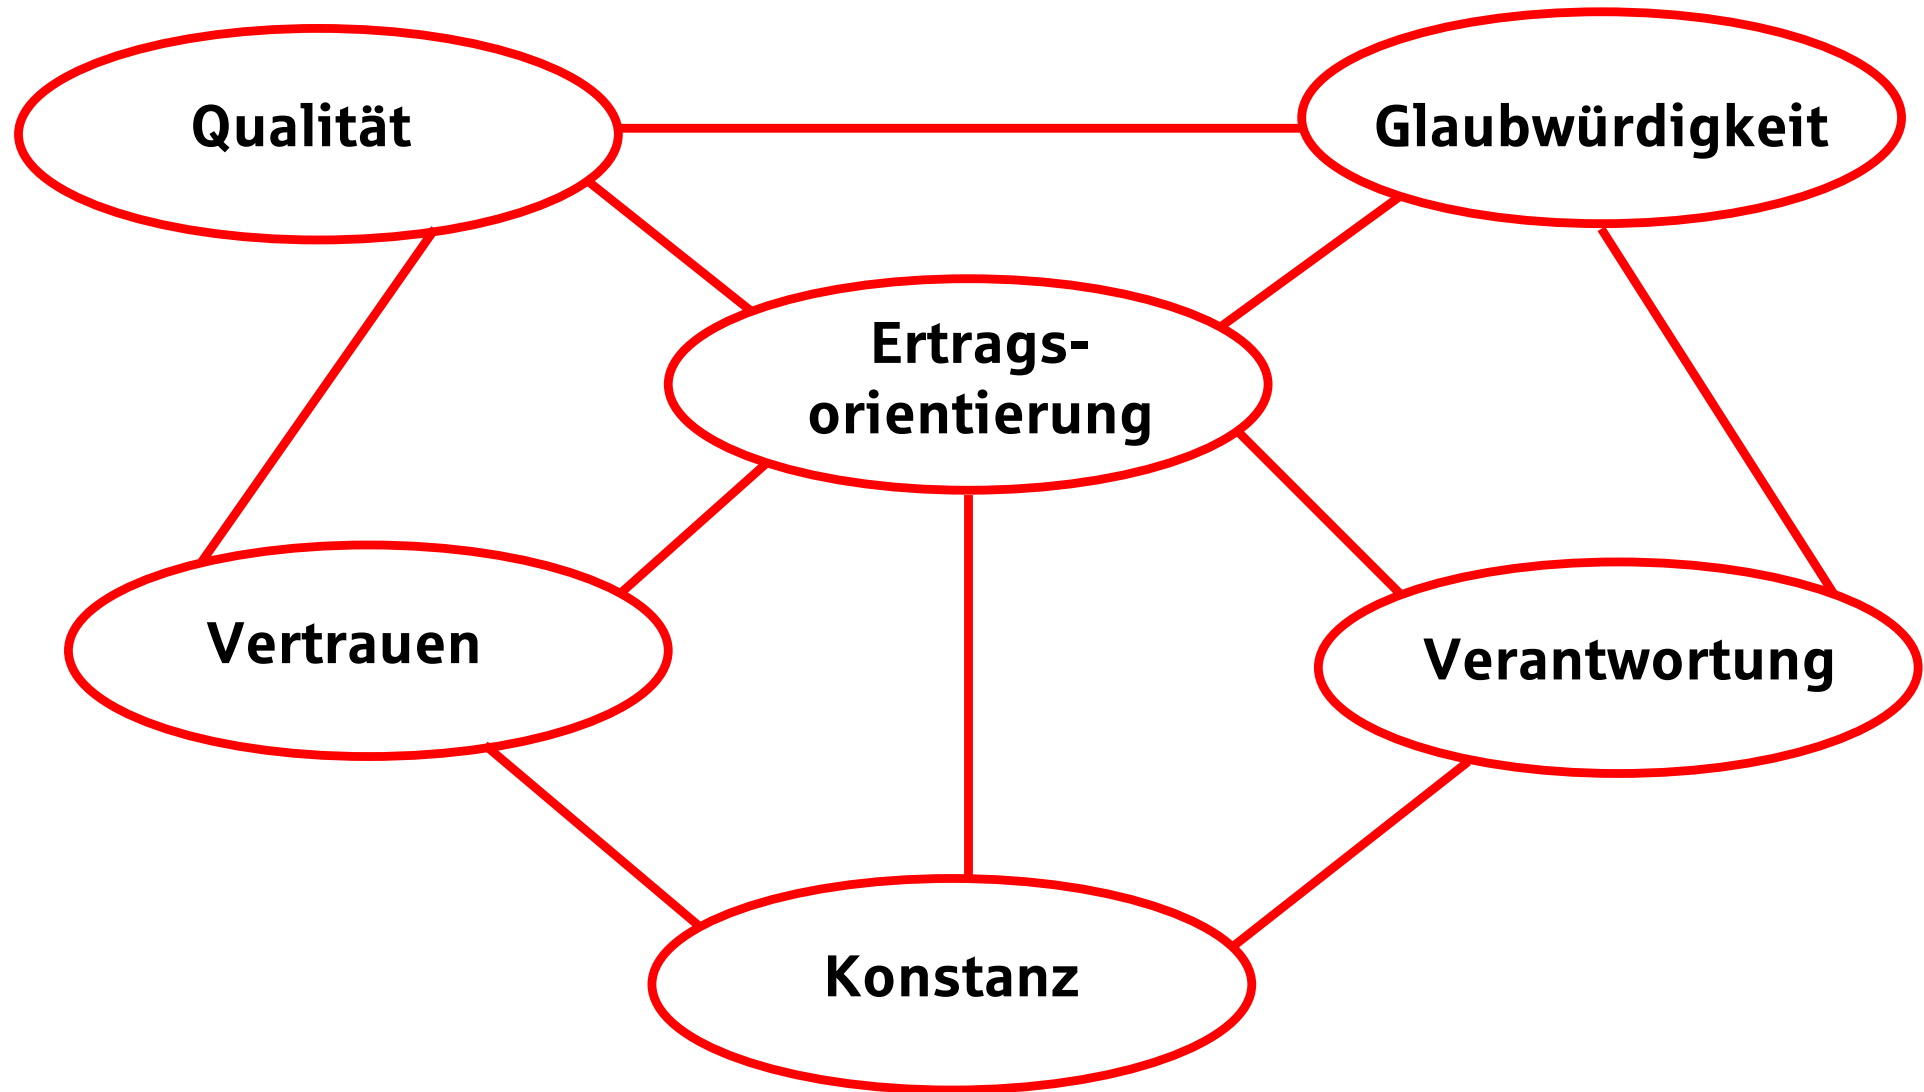 Qualität
Glaubwürdigkeit
Ertrags-
orientierung
Vertrauen
Verantwortung
Konstanz